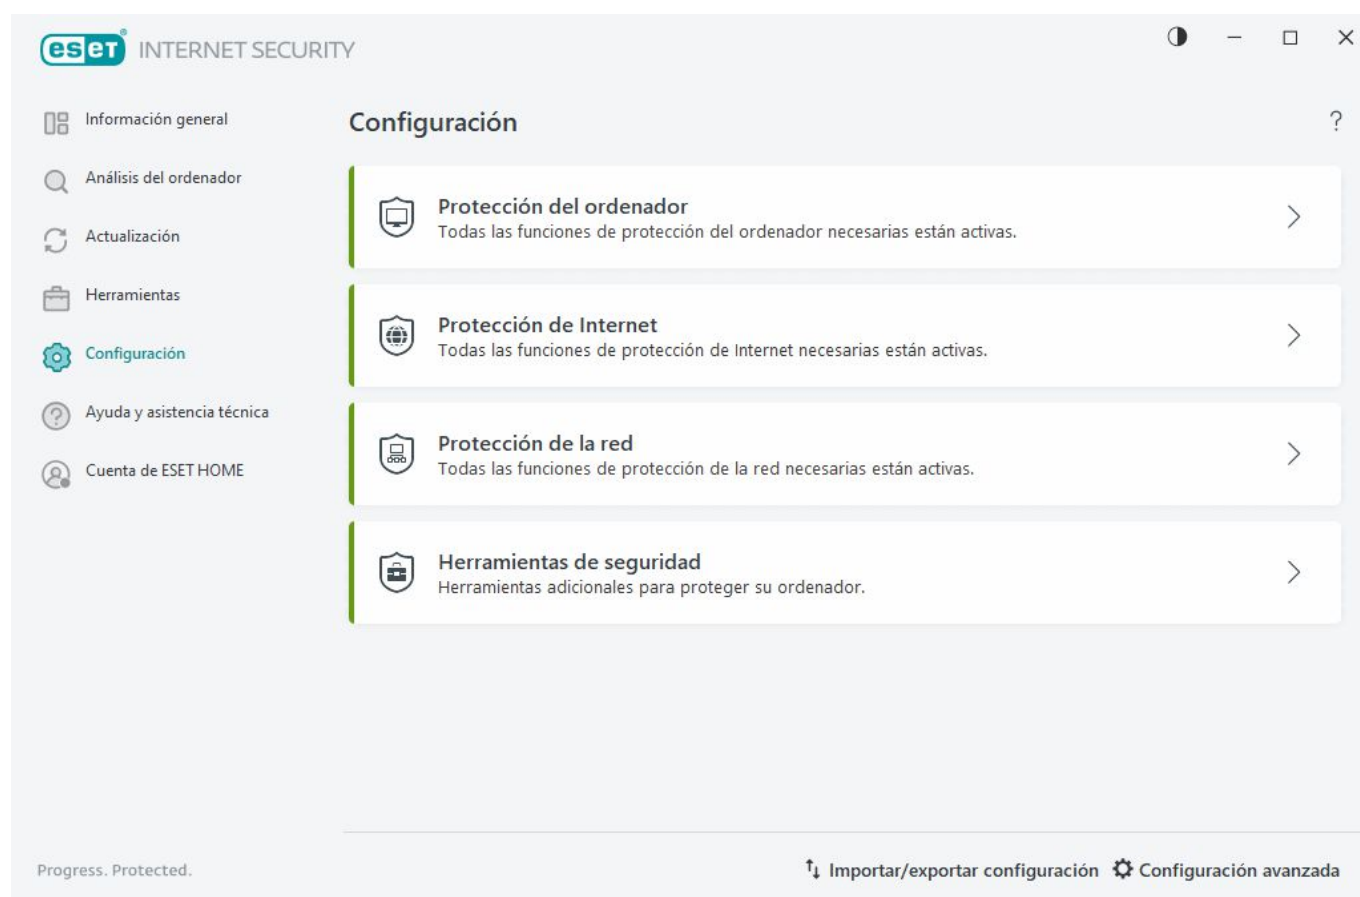 eset INTERNET SECURITY
Información general
Análisis del ordenador
Actualización
Herramientas
Configuración
Ayuda y asistencia técnica
Cuenta de ESET HOME
Configuración
?
Protección del ordenador
Todas las funciones de protección del ordenador necesarias están activas.
Protección de Internet
Todas las funciones de protección de Internet necesarias están activas.
Protección de la red
Todas las funciones de protección de la red necesarias están activas.
Herramientas de seguridad
Herramientas adicionales para proteger su ordenador.
Progress. Protected.
Importar/exportar configuración Configuración avanzada